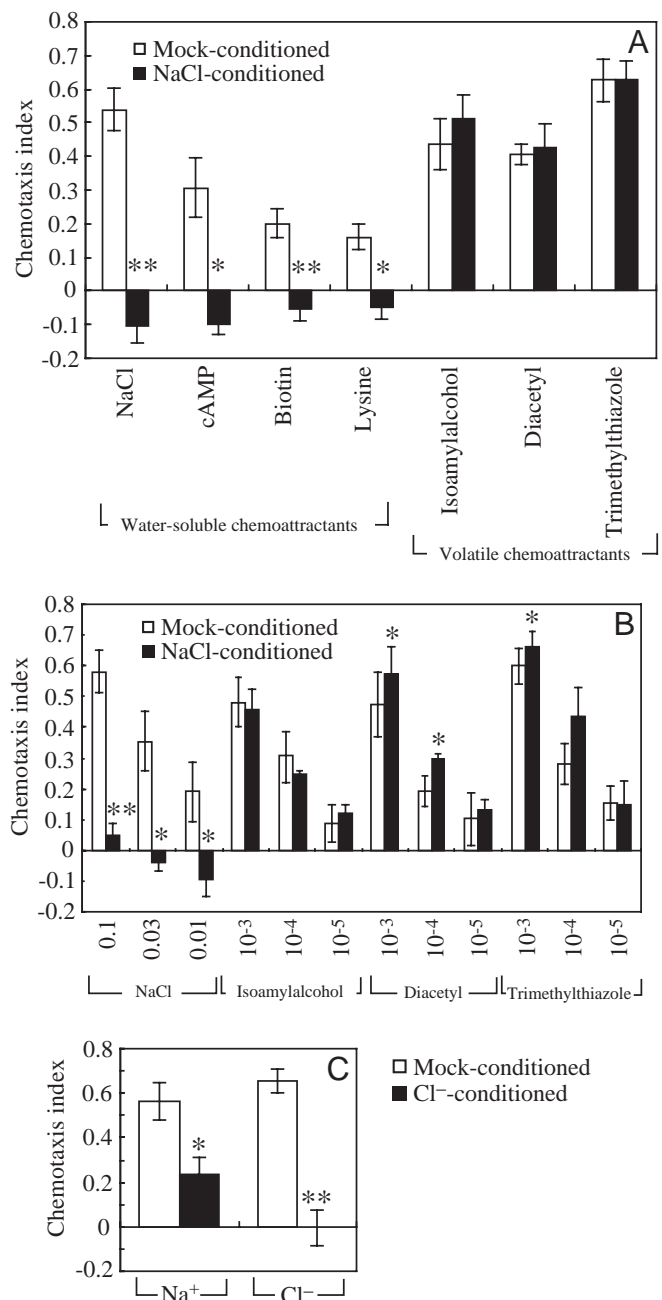 A
Mock-conditioned
NaCl-conditioned
Chemotaxis index
0.8
0.7
0.6
0.5
0.4
0.3
0.2
0.1
0
-0.1
-0.2
**
*
**
*
NaCl
cAMP
Biotin
Lysine
Isoamylalcohol
Diacetyl
Trimethylthiazole
Water-soluble chemoattractants
Volatile chemoattractants
B
Mock-conditioned
NaCl-conditioned
Chemotaxis index
0.8
0.7
0.6
0.5
0.4
0.3
0.2
0.1
0
-0.1
-0.2
**
*
*
*
*
*
0.1
0.03
0.01
10⁻³
10⁻⁴
10⁻⁵
10⁻³
10⁻⁴
10⁻⁵
10⁻³
10⁻⁴
10⁻⁵
NaCl
Isoamylalcohol
Diacetyl
Trimethylthiazole
C
Mock-conditioned
Cl⁻-conditioned
Chemotaxis index
0.8
0.6
0.4
0.2
0
-0.2
*
**
Na⁺
Cl⁻